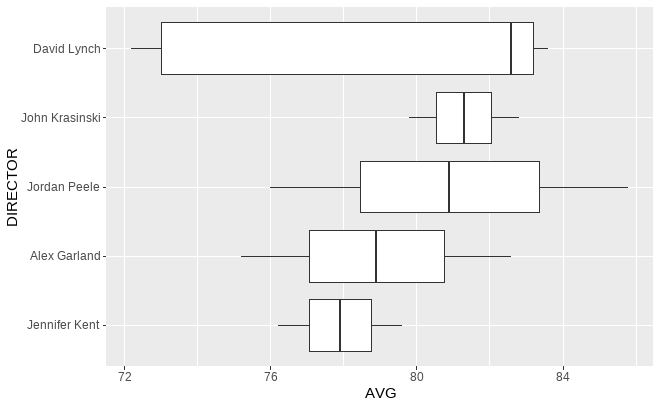 David Lynch
John Krasinski
Jordan Peele
Alex Garland
Jennifer Kent
DIRECTOR
72 76 80 84
AVG